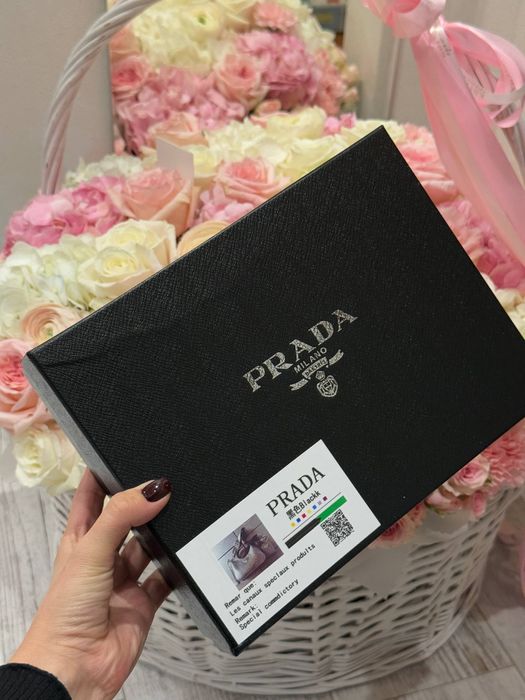 PRADA
MILANO
PRADA
黑色Blackk
Remar que:
Les canaux speciaux produits
Remark:
Special commdictory